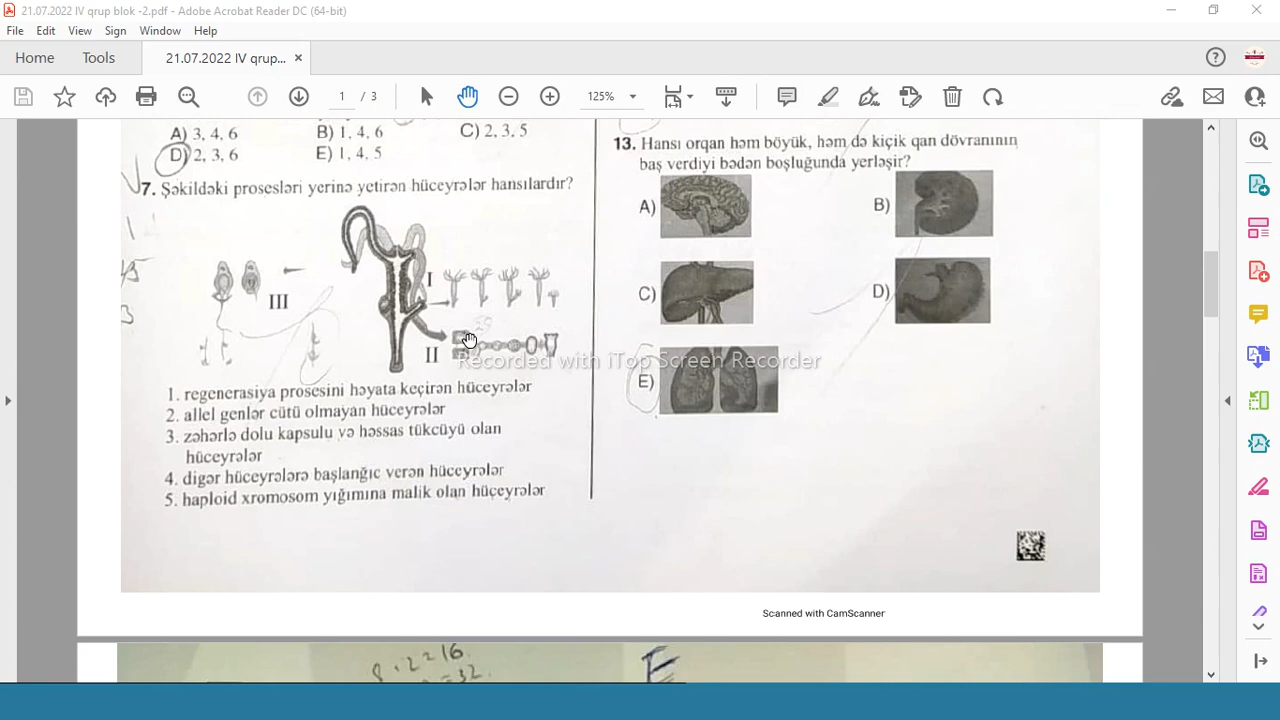 21.07.2022 IV qrup blok -2.pdf - Adobe Acrobat Reader DC (64-bit)
File Edit View Sign Window Help
Home Tools 21.07.2022 IV qrup... ×
1 / 3 125%
A) 3, 4, 6 B) 1, 4, 6 C) 2, 3, 5
D) 2, 3, 6 E) 1, 4, 5
7. Şəkildəki prosesləri yerinə yetirən hüceyrələr hansılardır?
I
III
II
1. regenerasiya prosesini həyata keçirən hüceyrələr
2. allel genlər cütü olmayan hüceyrələr
3. zəhərlə dolu kapsulu və həssas tükcüyü olan
hüceyrələr
4. digər hüceyrələrə başlanğıc verən hüceyrələr
5. haploid xromosom yığımına malik olan hüçeyrələr
13. Hansı orqan həm böyük, həm də kiçik qan dövranının
baş verdiyi bədən boşluğunda yerləşir?
A) B)
C) D)
E)
Recorded with iTop Screen Recorder
Scanned with CamScanner
8 · 2 = 16
= 32
E